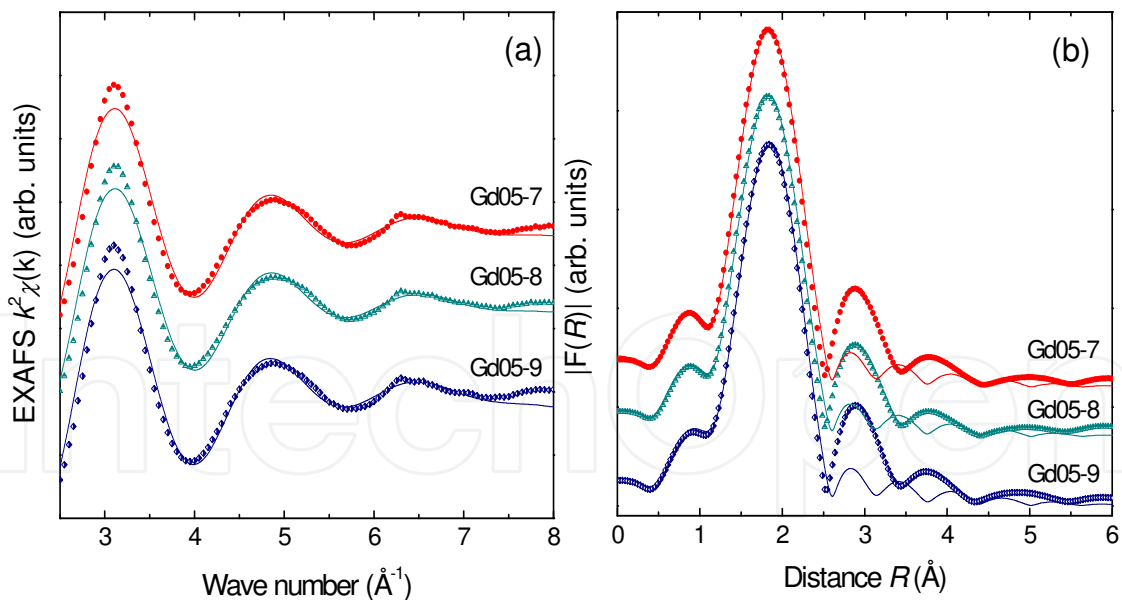 (a)
EXAFS k²χ(k) (arb. units)
Gd05-7
Gd05-8
Gd05-9
3 4 5 6 7 8
Wave number (Å⁻¹)
(b)
|F(R)| (arb. units)
Gd05-7
Gd05-8
Gd05-9
0 1 2 3 4 5 6
Distance R (Å)
IntechOpen